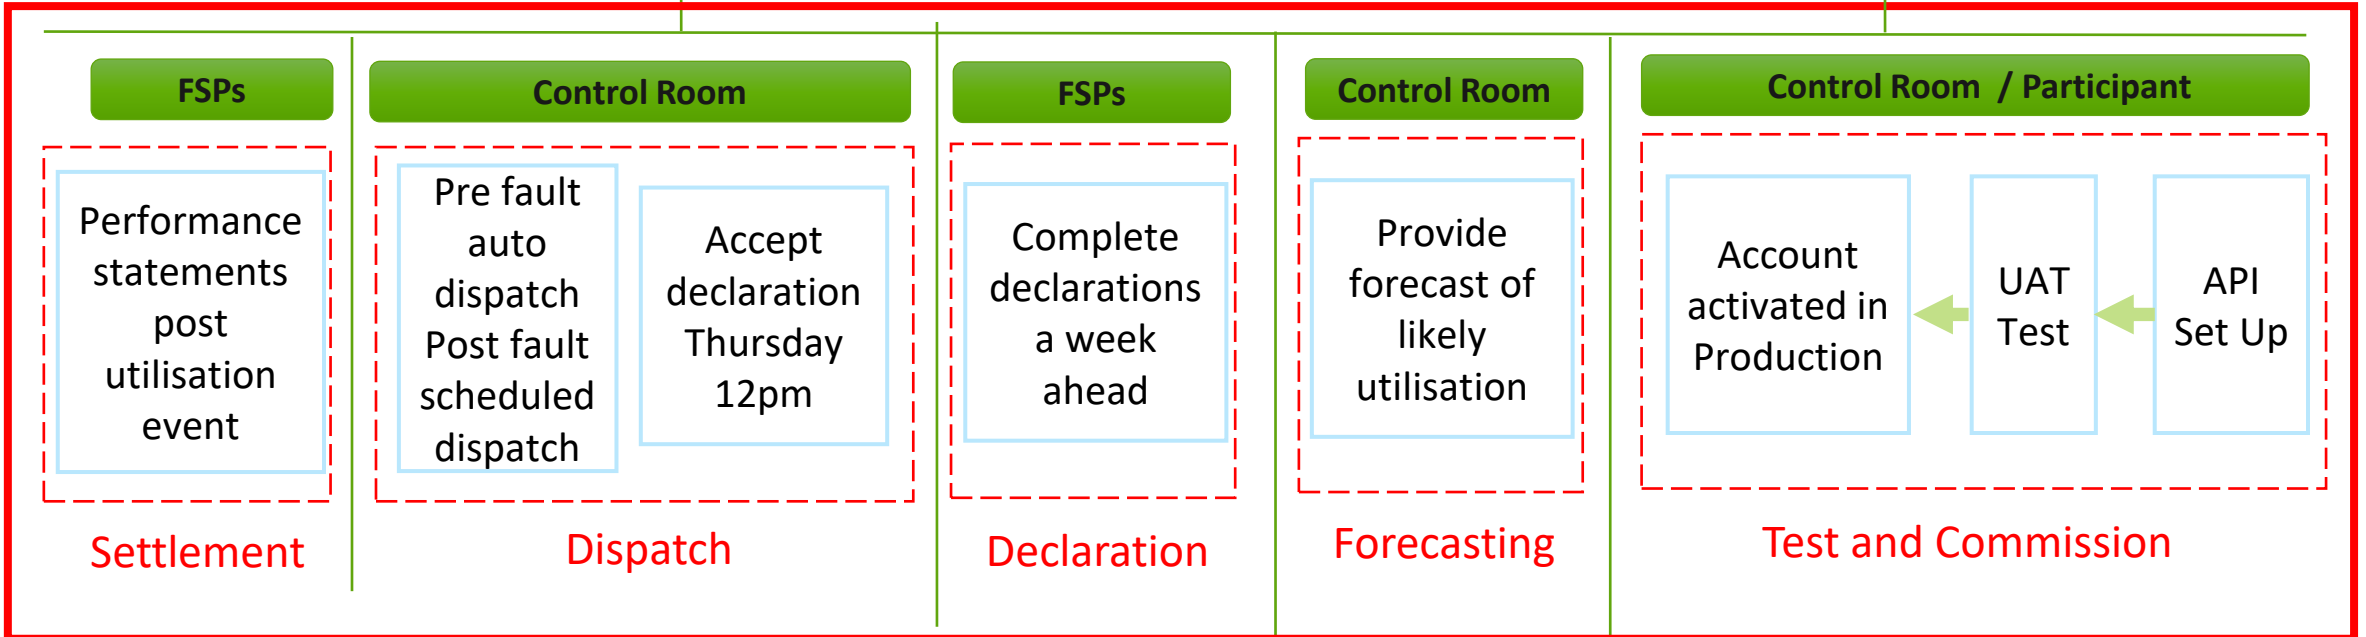 FSPs
Performance
statements
post
utilisation
event
Settlement
Control Room
Pre fault
auto
dispatch
Post fault
scheduled
dispatch
Accept
declaration
Thursday
12pm
Dispatch
FSPs
Complete
declarations
a week
ahead
Declaration
Control Room
Provide
forecast of
likely
utilisation
Forecasting
Control Room / Participant
Account
activated in
Production
UAT
Test
API
Set Up
Test and Commission